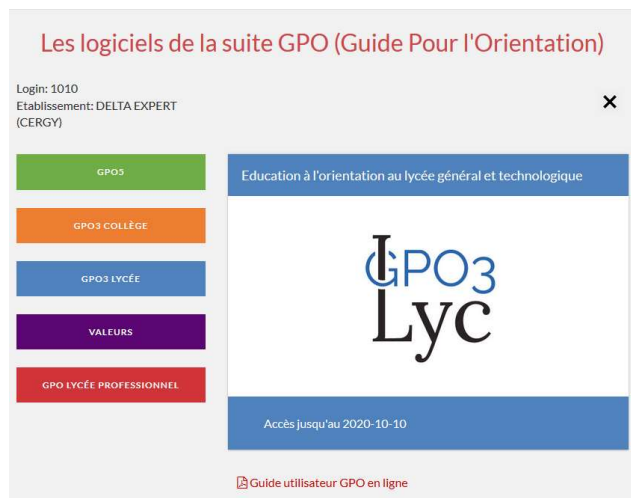 Les logiciels de la suite GPO (Guide Pour l'Orientation)
Login: 1010
Etablissement: DELTA EXPERT
(CERGY)
GPO5
GPO3 COLLÈGE
GPO3 LYCÉE
VALEURS
GPO LYCÉE PROFESSIONNEL
Education à l'orientation au lycée général et technologique
GPO3
Lyc
Accès jusqu'au 2020-10-10
Guide utilisateur GPO en ligne